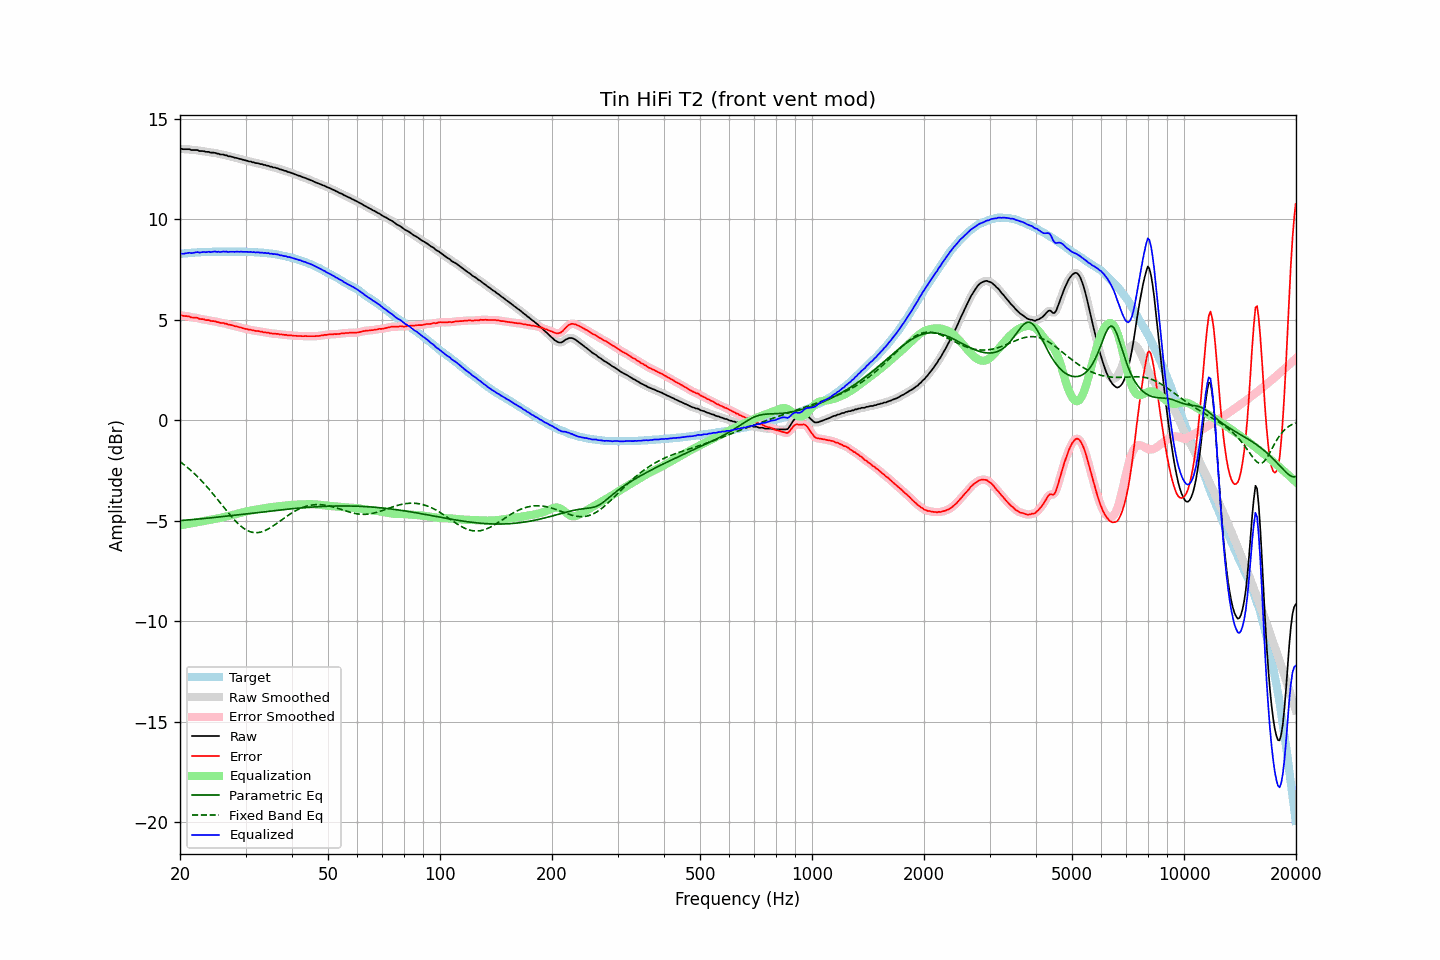 Tin HiFi T2 (front vent mod)
15
10
5
0
−5
−10
−15
−20
Amplitude (dBr)
Target
Raw Smoothed
Error Smoothed
Raw
Error
Equalization
Parametric Eq
Fixed Band Eq
Equalized
20 50 100 200 500 1000 2000 5000 10000 20000
Frequency (Hz)